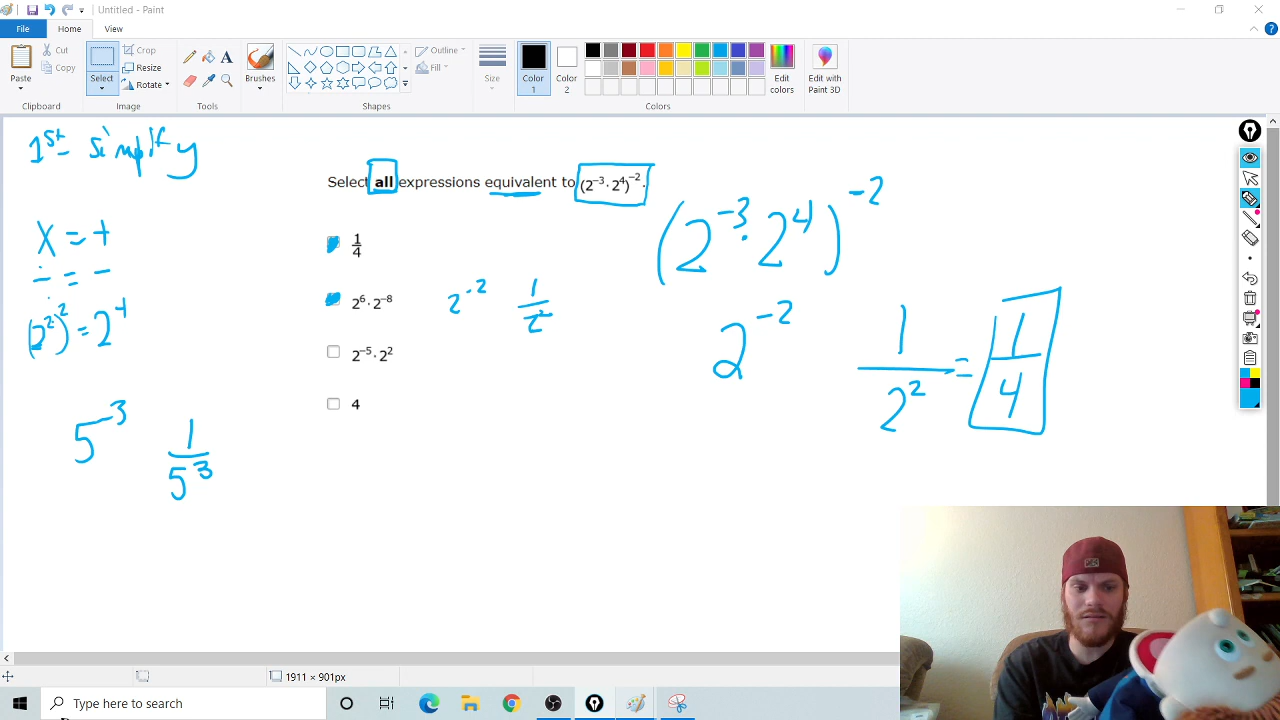 Untitled - Paint
File Home View
Paste
Cut
Copy
Clipboard
Select
Crop
Resize
Rotate
Image
Tools
Brushes
Shapes
Outline
Fill
Size
Color 1
Color 2
Colors
Edit colors
Edit with Paint 3D
1st simplify
Select all expressions equivalent to (2⁻³·2⁴)⁻².
(2⁻³·2⁴)⁻²
x = +
÷ = -
(2²)² = 2⁴
1/4
2⁶·2⁻⁸
2⁻² 1/2²
2⁻⁵·2²
4
2⁻² 1/2² = 1/4
5⁻³ 1/5³
1911 × 901px
Type here to search